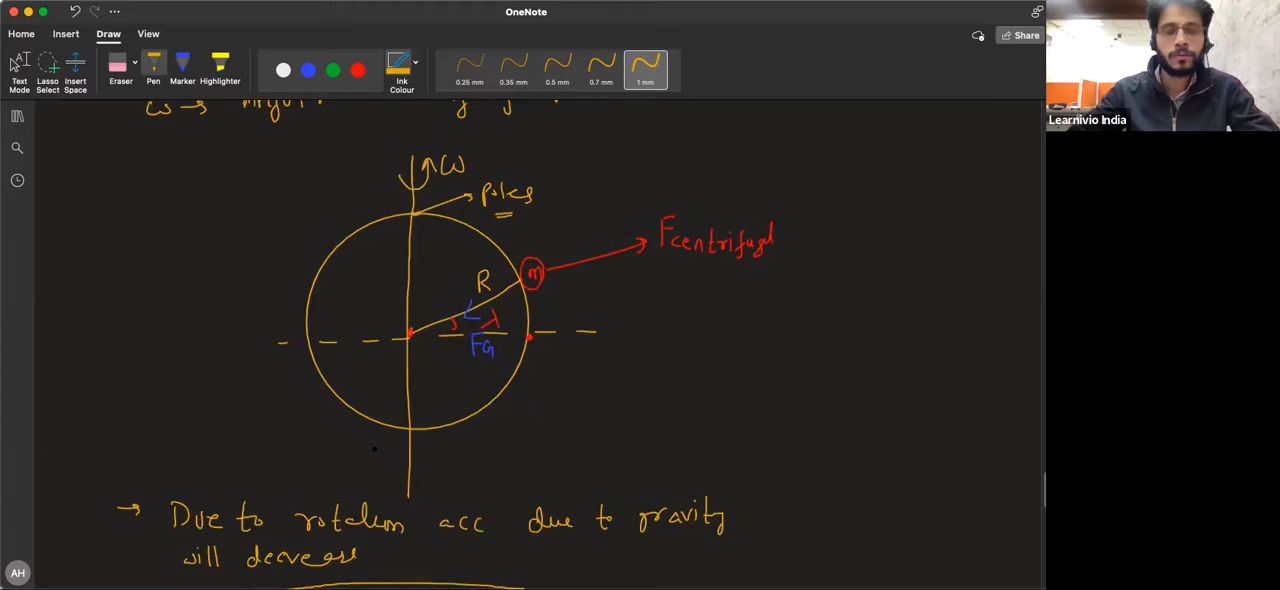 OneNote
Home Insert Draw View
Share
Text Mode
Lasso Select
Insert Space
Eraser
Pen
Marker
Highlighter
Ink Colour
0.25 mm
0.35 mm
0.5 mm
0.7 mm
1 mm
Learnivio India
ω →
↑ω
→ poles
Fcentrifugal
m
R
λ
FG
→ Due to rotation acc due to gravity
will decrease
AH